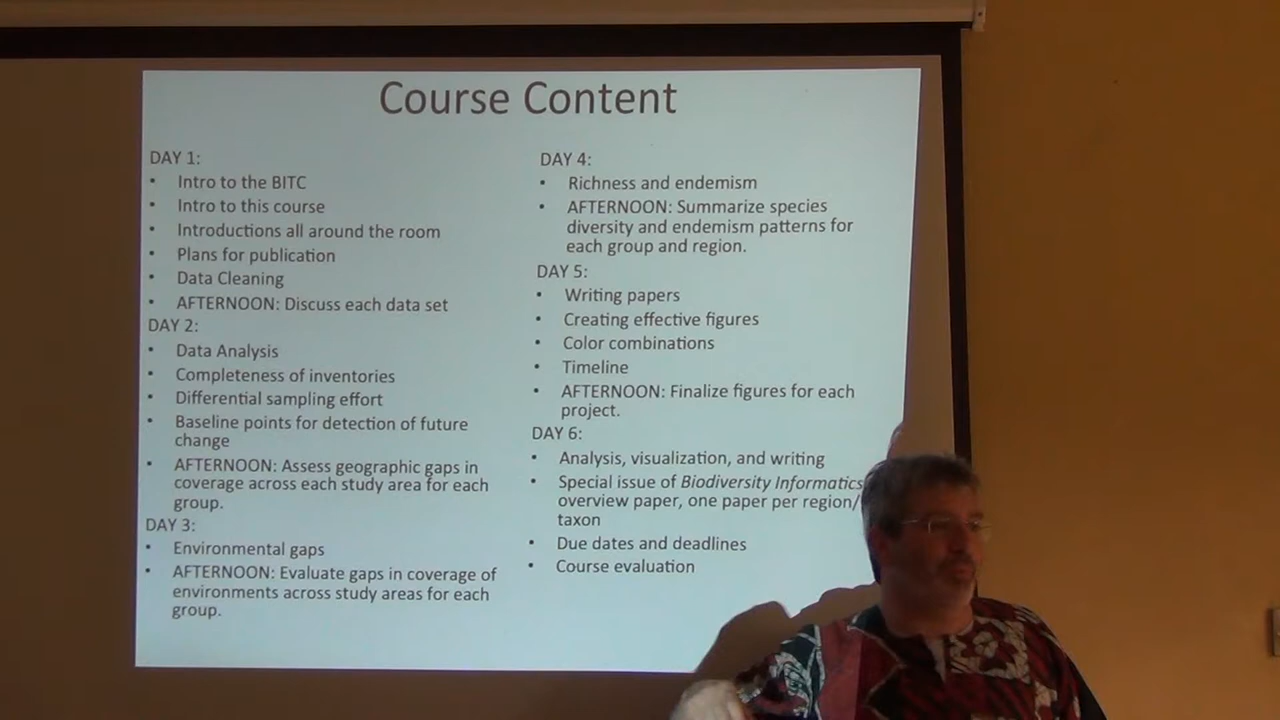 Course Content
DAY 1:
• Intro to the BITC
• Intro to this course
• Introductions all around the room
• Plans for publication
• Data Cleaning
• AFTERNOON: Discuss each data set
DAY 2:
• Data Analysis
• Completeness of inventories
• Differential sampling effort
• Baseline points for detection of future
change
• AFTERNOON: Assess geographic gaps in
coverage across each study area for each
group.
DAY 3:
• Environmental gaps
• AFTERNOON: Evaluate gaps in coverage of
environments across study areas for each
group.
DAY 4:
• Richness and endemism
• AFTERNOON: Summarize species
diversity and endemism patterns for
each group and region.
DAY 5:
• Writing papers
• Creating effective figures
• Color combinations
• Timeline
• AFTERNOON: Finalize figures for each
project.
DAY 6:
• Analysis, visualization, and writing
• Special issue of Biodiversity Informatics
overview paper, one paper per region/
taxon
• Due dates and deadlines
• Course evaluation